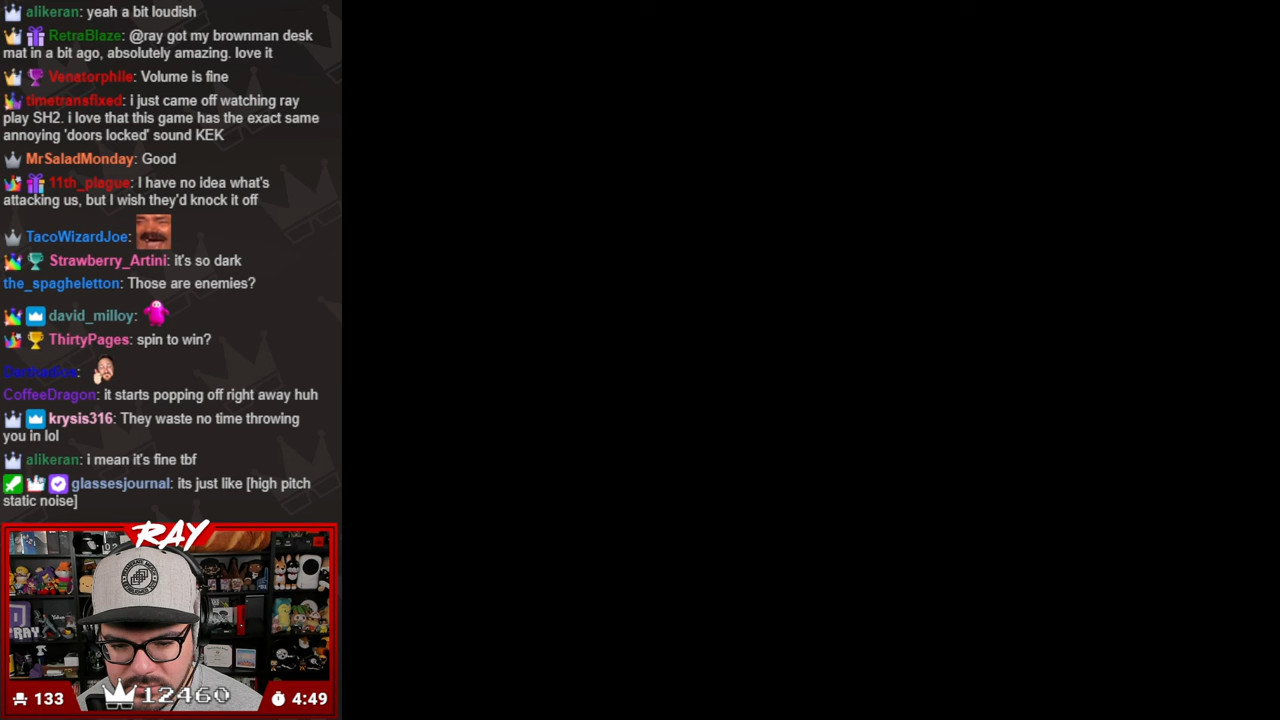 alikeran: yeah a bit loudish
RetraBlaze: @ray got my brownman desk
mat in a bit ago, absolutely amazing. love it
Venatorphile: Volume is fine
timetransfixed: i just came off watching ray
play SH2. i love that this game has the exact same
annoying 'doors locked' sound KEK
MrSaladMonday: Good
11th_plague: I have no idea what's
attacking us, but I wish they'd knock it off
TacoWizardJoe:
Strawberry_Artini: it's so dark
the_spagheletton: Those are enemies?
david_milloy:
ThirtyPages: spin to win?
CoffeeDragon: it starts popping off right away huh
krysis316: They waste no time throwing
you in lol
alikeran: i mean it's fine tbf
glassesjournal: its just like [high pitch
static noise]
RAY
133
12460
4:49